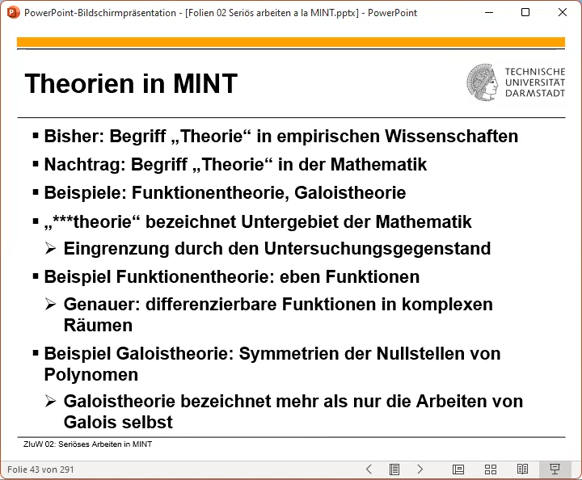 PowerPoint-Bildschirmpräsentation - [Folien 02 Seriös arbeiten a la MINT.pptx] - PowerPoint
Theorien in MINT
TECHNISCHE
UNIVERSITÄT
DARMSTADT
▪ Bisher: Begriff „Theorie“ in empirischen Wissenschaften
▪ Nachtrag: Begriff „Theorie“ in der Mathematik
▪ Beispiele: Funktionentheorie, Galoistheorie
▪ „***theorie“ bezeichnet Untergebiet der Mathematik
➢ Eingrenzung durch den Untersuchungsgegenstand
▪ Beispiel Funktionentheorie: eben Funktionen
➢ Genauer: differenzierbare Funktionen in komplexen
Räumen
▪ Beispiel Galoistheorie: Symmetrien der Nullstellen von
Polynomen
➢ Galoistheorie bezeichnet mehr als nur die Arbeiten von
Galois selbst
ZIuW 02: Seriöses Arbeiten in MINT
Folie 43 von 291